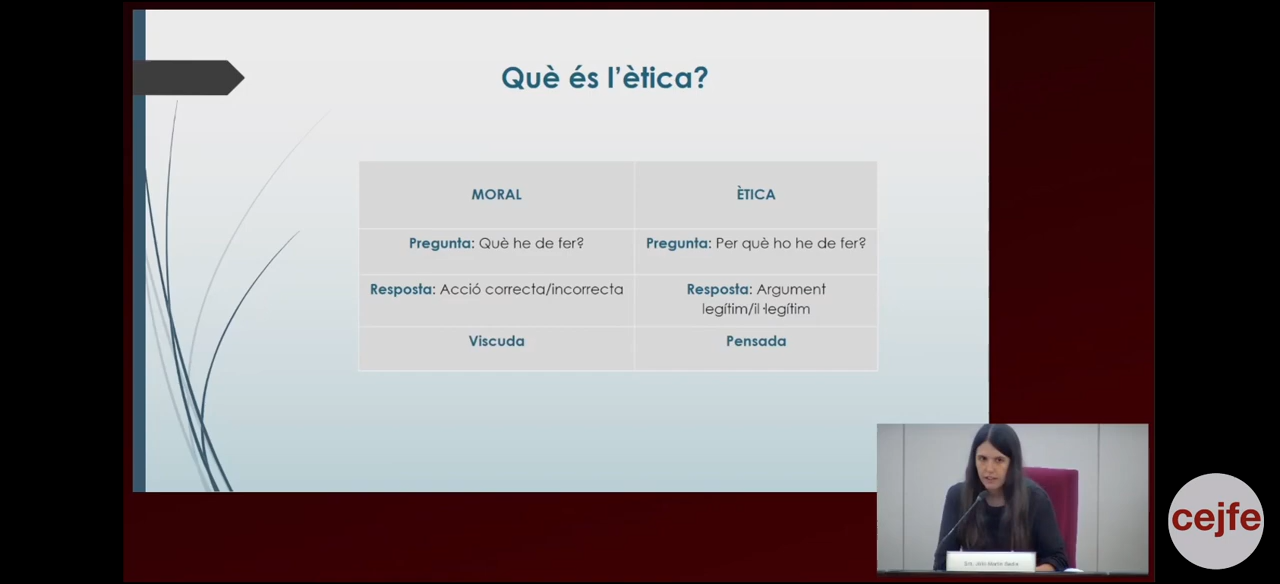 Què és l'ètica?
MORAL
ÈTICA
Pregunta: Què he de fer?
Pregunta: Per què ho he de fer?
Resposta: Acció correcta/incorrecta
Resposta: Argument
legítim/il·legítim
Viscuda
Pensada
cejfe